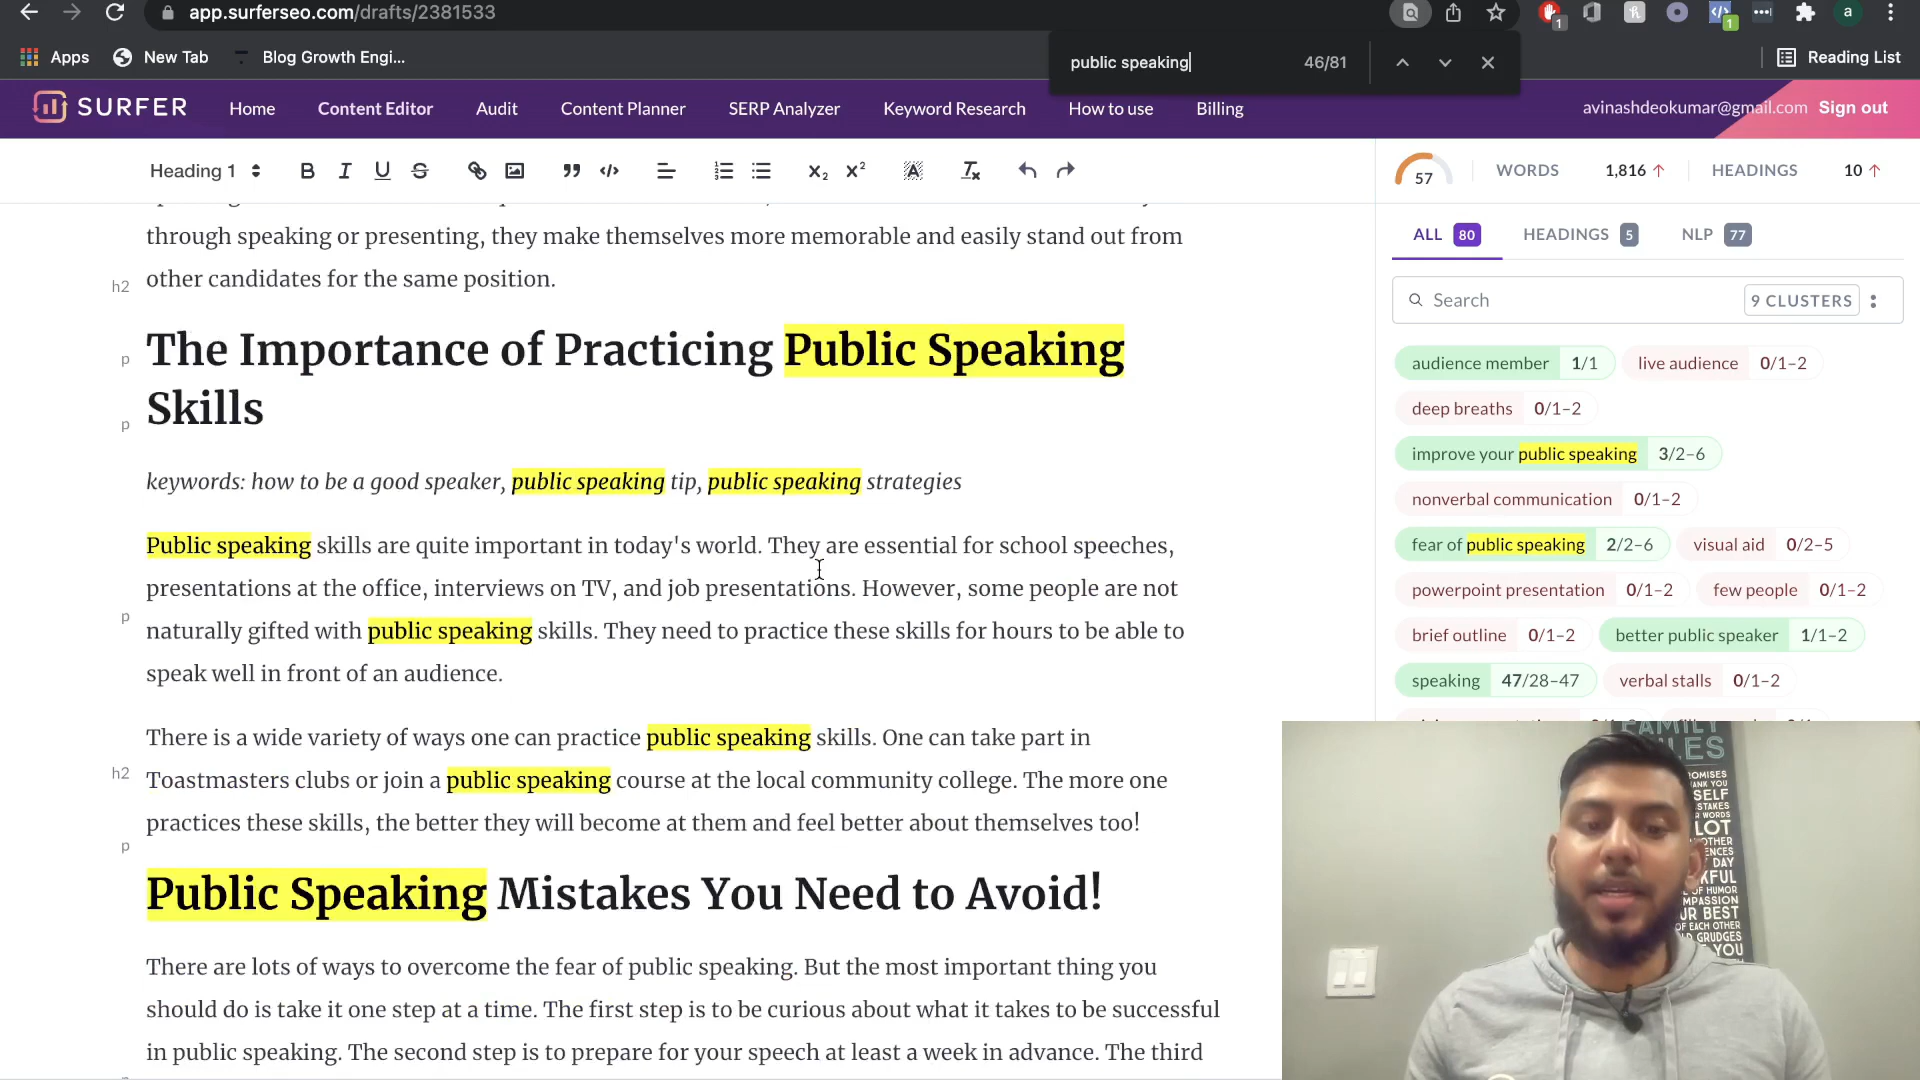 app.surferseo.com/drafts/2381533
1
1
a
Apps
New Tab
Blog Growth Engi...
public speaking
46/81
Reading List
SURFER
Home
Content Editor
Audit
Content Planner
SERP Analyzer
Keyword Research
How to use
Billing
avinashdeokumar@gmail.com
Sign out
Heading 1
57
WORDS
1,816
HEADINGS
10
ALL 80
HEADINGS 5
NLP 77
Search
9 CLUSTERS
through speaking or presenting, they make themselves more memorable and easily stand out from
other candidates for the same position.
h2
The Importance of Practicing Public Speaking
p
Skills
p
keywords: how to be a good speaker, public speaking tip, public speaking strategies
Public speaking skills are quite important in today's world. They are essential for school speeches,
presentations at the office, interviews on TV, and job presentations. However, some people are not
p
naturally gifted with public speaking skills. They need to practice these skills for hours to be able to
speak well in front of an audience.
There is a wide variety of ways one can practice public speaking skills. One can take part in
h2
Toastmasters clubs or join a public speaking course at the local community college. The more one
practices these skills, the better they will become at them and feel better about themselves too!
p
Public Speaking Mistakes You Need to Avoid!
There are lots of ways to overcome the fear of public speaking. But the most important thing you
should do is take it one step at a time. The first step is to be curious about what it takes to be successful
in public speaking. The second step is to prepare for your speech at least a week in advance. The third
audience member 1/1
live audience 0/1–2
deep breaths 0/1–2
improve your public speaking 3/2–6
nonverbal communication 0/1–2
fear of public speaking 2/2–6
visual aid 0/2–5
powerpoint presentation 0/1–2
few people 0/1–2
brief outline 0/1–2
better public speaker 1/1–2
speaking 47/28–47
verbal stalls 0/1–2
FAMILY